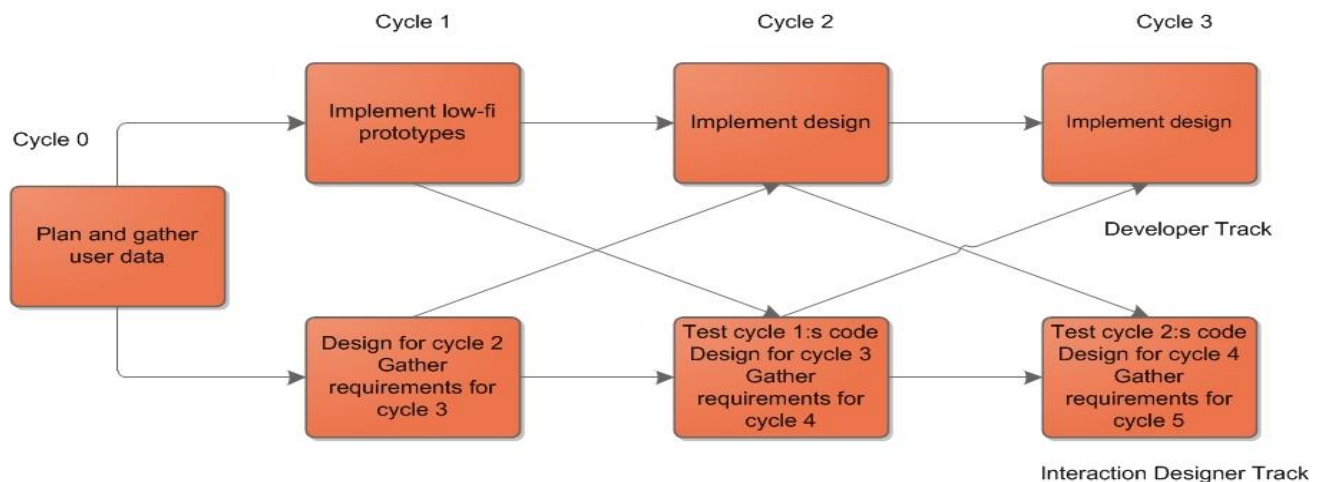 Cycle 1
Cycle 2
Cycle 3
Cycle 0
Implement low-fi
prototypes
Implement design
Implement design
Plan and gather
user data
Developer Track
Design for cycle 2
Gather
requirements for
cycle 3
Test cycle 1:s code
Design for cycle 3
Gather
requirements for
cycle 4
Test cycle 2:s code
Design for cycle 4
Gather
requirements for
cycle 5
Interaction Designer Track